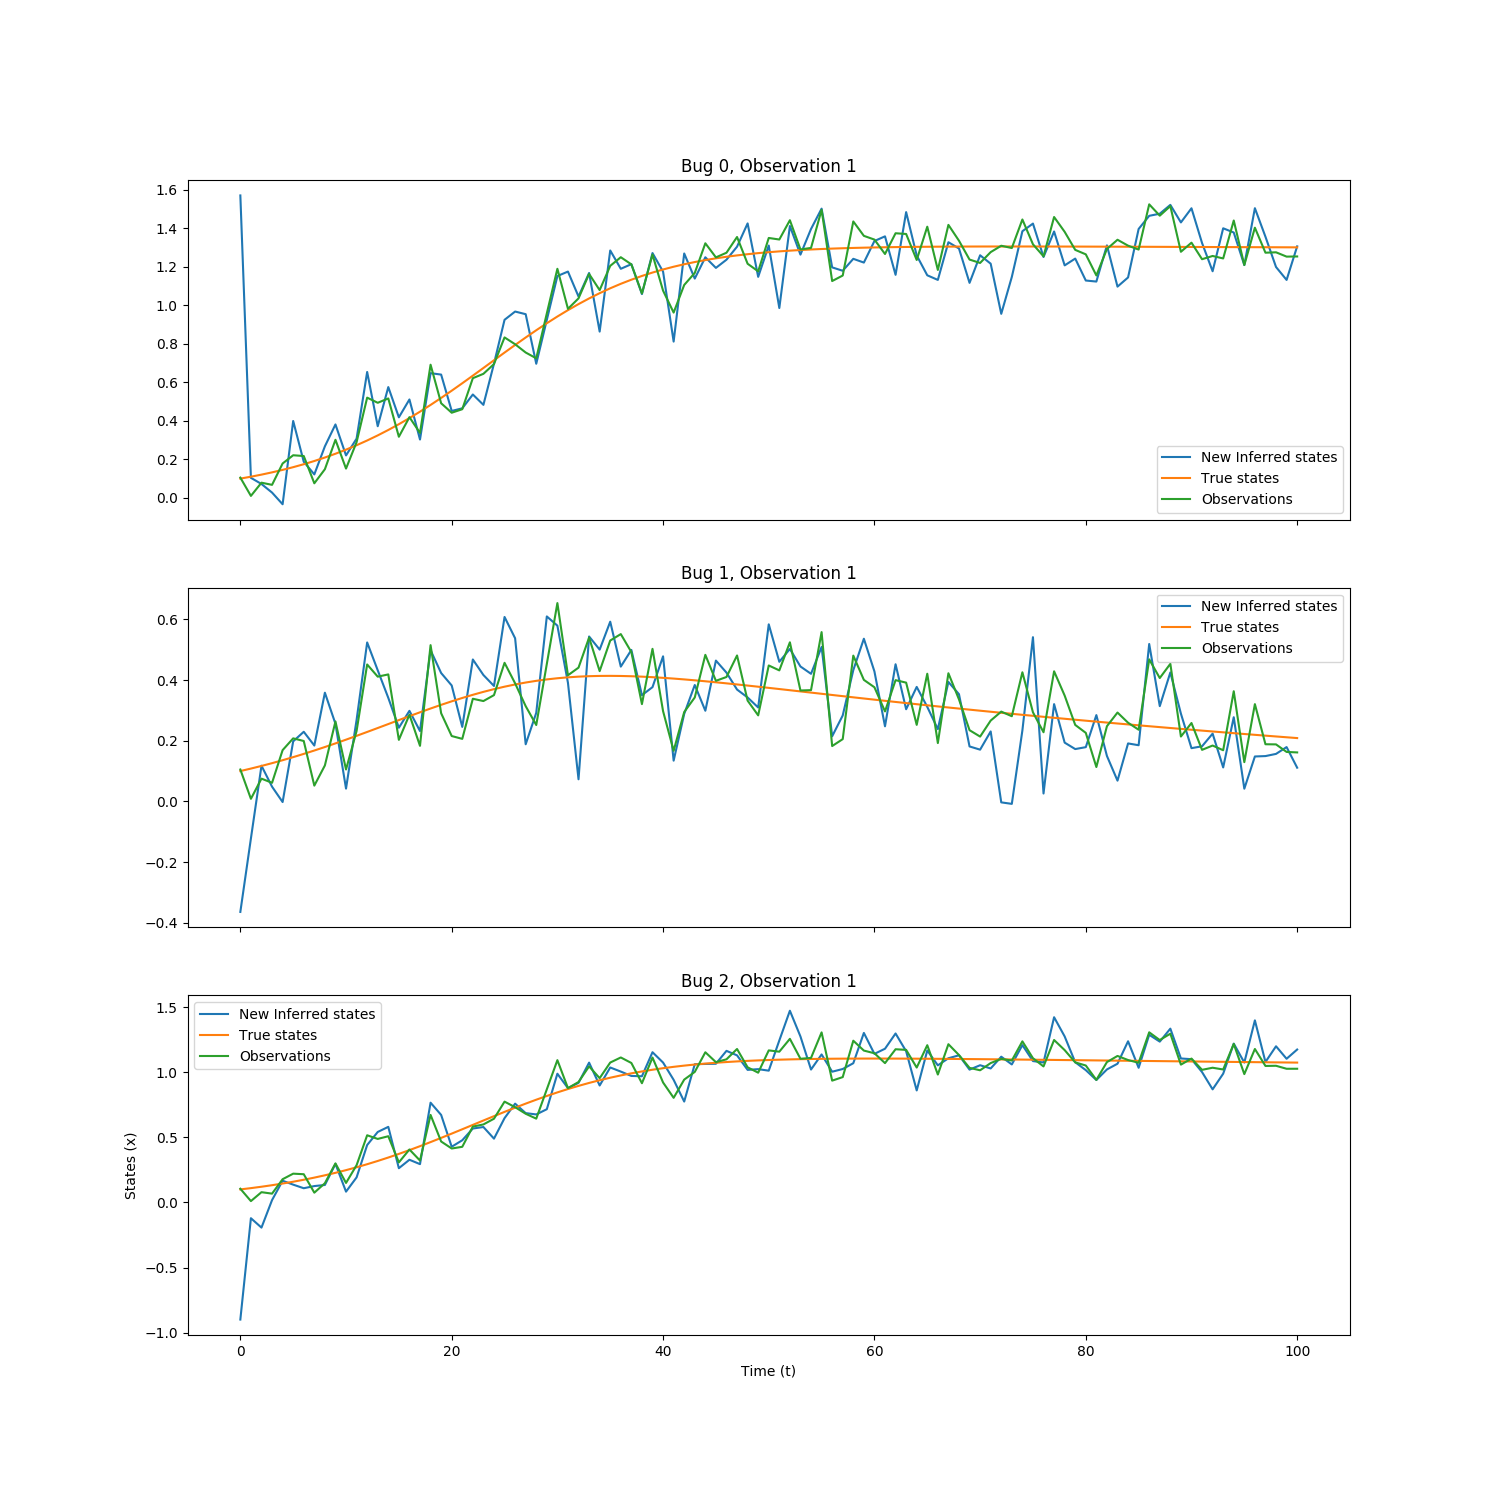 Bug 0, Observation 1
1.6
1.4
1.2
1.0
0.8
0.6
0.4
0.2
0.0
New Inferred states
True states
Observations
Bug 1, Observation 1
0.6
0.4
0.2
0.0
−0.2
−0.4
New Inferred states
True states
Observations
Bug 2, Observation 1
1.5
1.0
0.5
0.0
−0.5
−1.0
States (x)
New Inferred states
True states
Observations
0 20 40 60 80 100
Time (t)